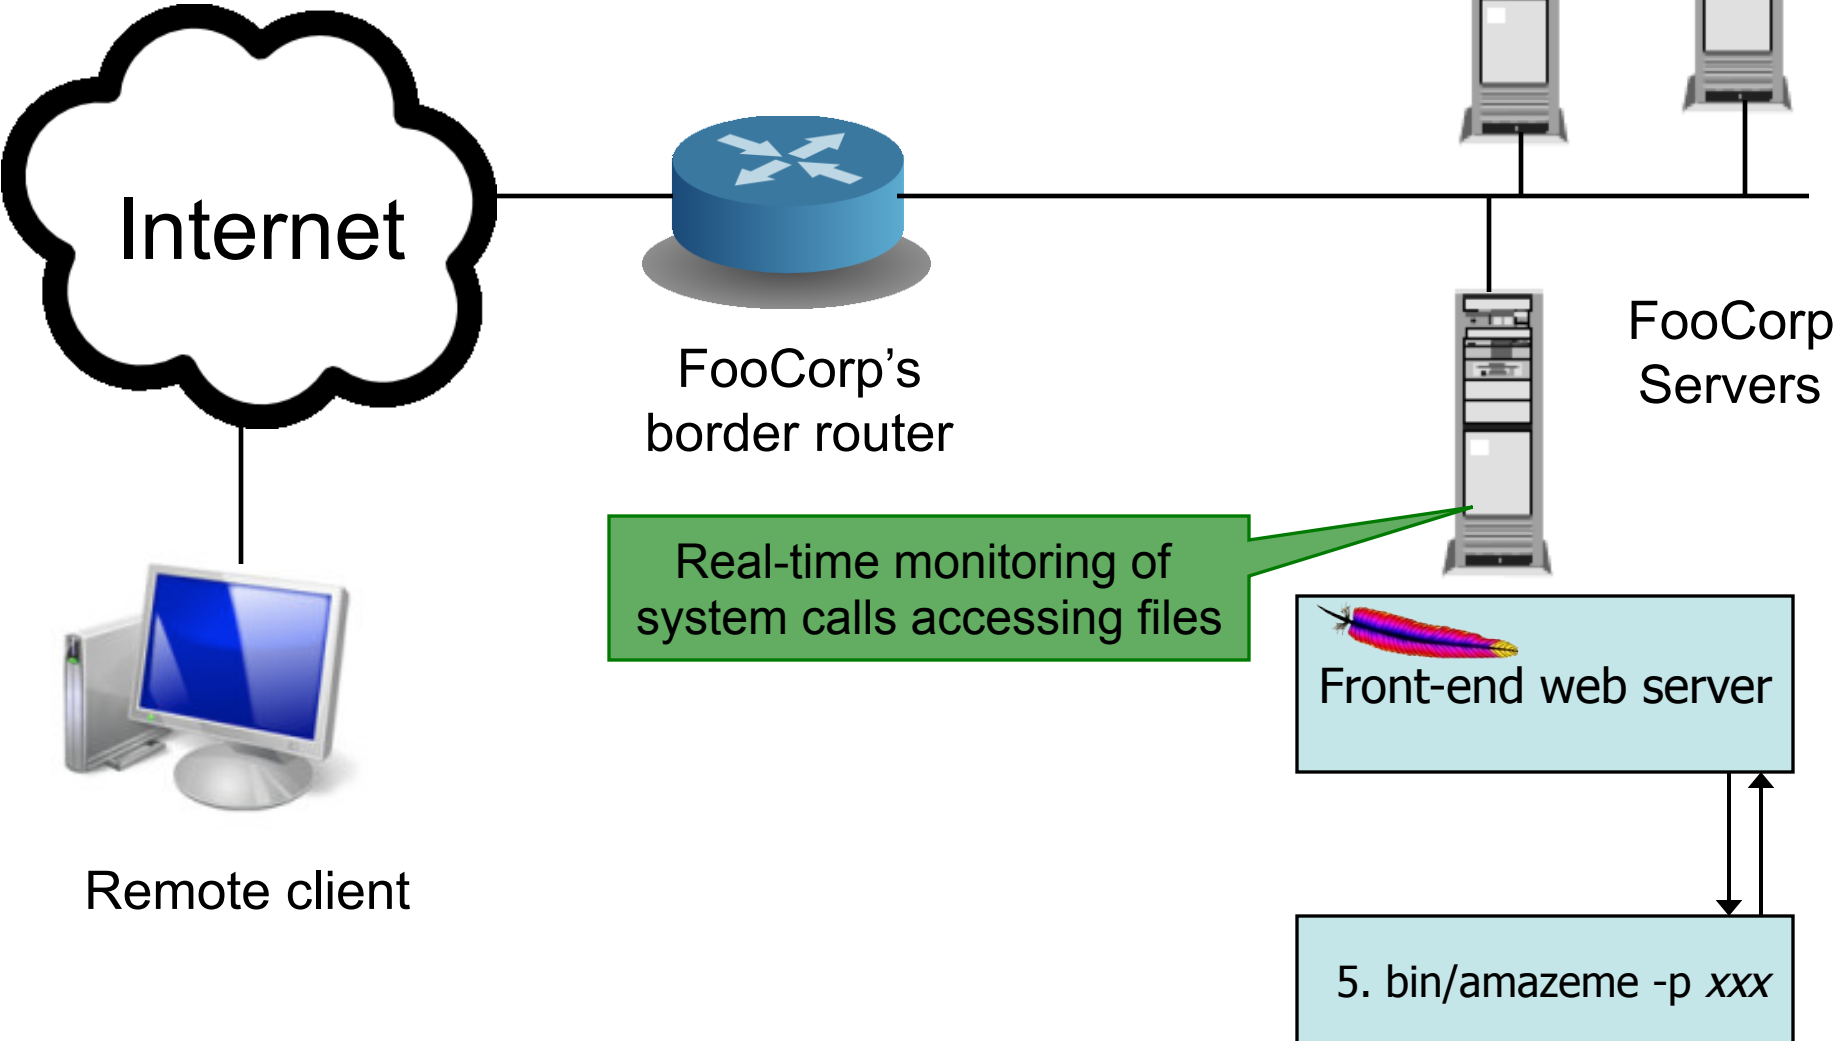 Internet
FooCorp's
border router
FooCorp
Servers
Real-time monitoring of
system calls accessing files
Front-end web server
Remote client
5. bin/amazeme -p xxx